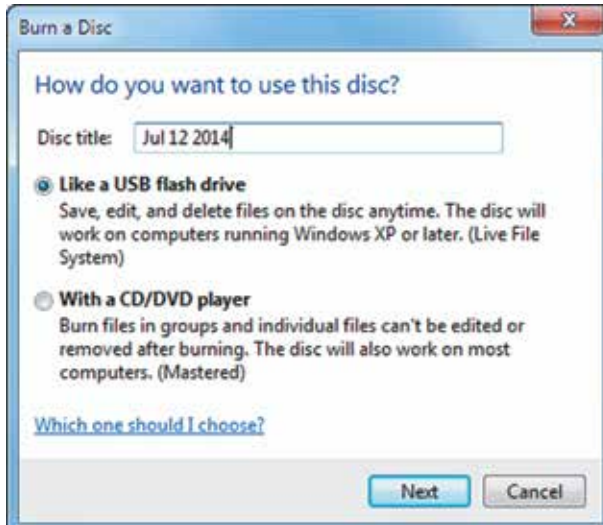 Burn a Disc
How do you want to use this disc?
Disc title: Jul 12 2014
Like a USB flash drive
Save, edit, and delete files on the disc anytime. The disc will
work on computers running Windows XP or later. (Live File
System)
With a CD/DVD player
Burn files in groups and individual files can't be edited or
removed after burning. The disc will also work on most
computers. (Mastered)
Which one should I choose?
Next Cancel